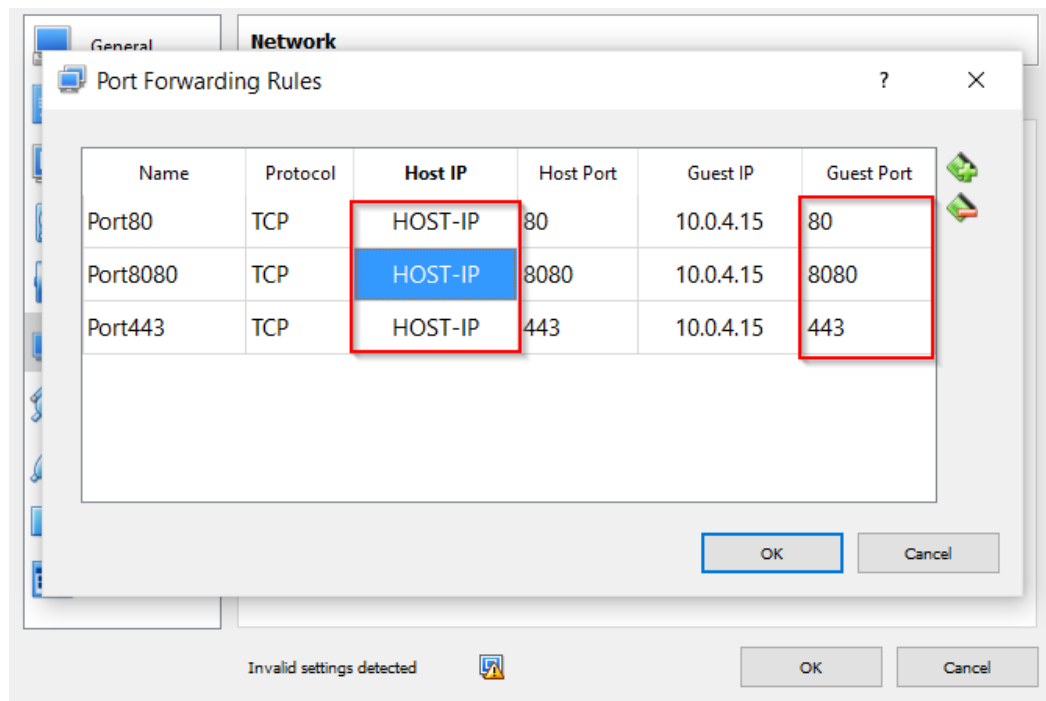 General
Network
Port Forwarding Rules ?
Name Protocol Host IP Host Port Guest IP Guest Port
Port80 TCP HOST-IP 80 10.0.4.15 80
Port8080 TCP HOST-IP 8080 10.0.4.15 8080
Port443 TCP HOST-IP 443 10.0.4.15 443
OK Cancel
Invalid settings detected OK Cancel